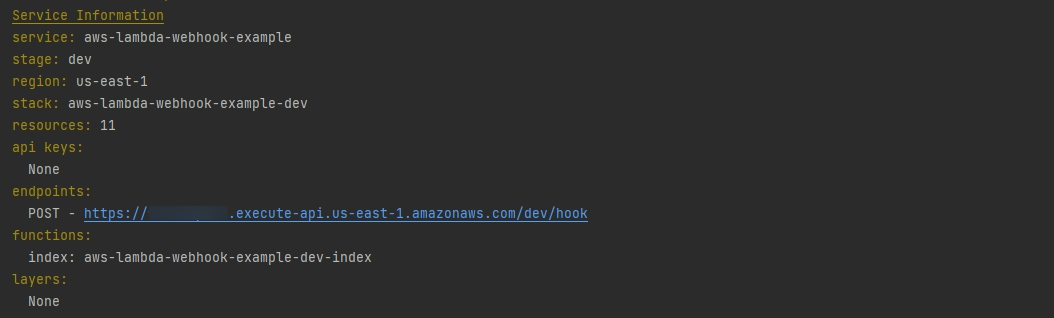 Service Information
service: aws-lambda-webhook-example
stage: dev
region: us-east-1
stack: aws-lambda-webhook-example-dev
resources: 11
api keys:
None
endpoints:
POST - https:// .execute-api.us-east-1.amazonaws.com/dev/hook
functions:
index: aws-lambda-webhook-example-dev-index
layers:
None